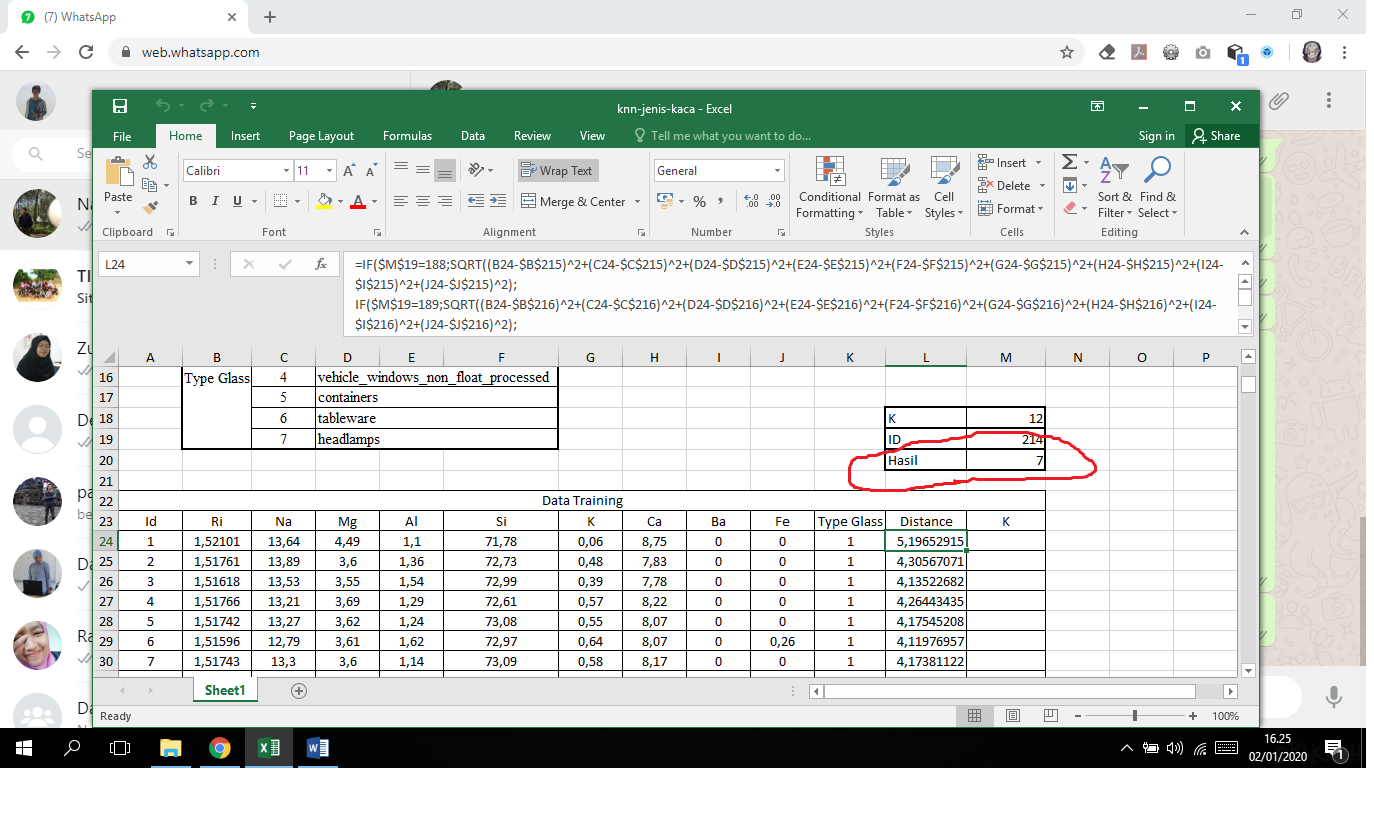 (7) WhatsApp
web.whatsapp.com
1
knn-jenis-kaca - Excel
File Home Insert Page Layout Formulas Data Review View Tell me what you want to do... Sign in Share
Se
Na
TI
Sit
Zu
De
pa
be
Da
Ra
Da
Paste
Clipboard
Calibri 11
B I U
Font
Wrap Text
Merge & Center
Alignment
General
% ,
Number
Conditional Formatting
Format as Table
Cell Styles
Styles
Insert
Delete
Format
Cells
Sort & Filter
Find & Select
Editing
L24
fx
=IF($M$19=188;SQRT((B24-$B$215)^2+(C24-$C$215)^2+(D24-$D$215)^2+(E24-$E$215)^2+(F24-$F$215)^2+(G24-$G$215)^2+(H24-$H$215)^2+(I24-
$I$215)^2+(J24-$J$215)^2);
IF($M$19=189;SQRT((B24-$B$216)^2+(C24-$C$216)^2+(D24-$D$216)^2+(E24-$E$216)^2+(F24-$F$216)^2+(G24-$G$216)^2+(H24-$H$216)^2+(I24-
$I$216)^2+(J24-$J$216)^2);
A B C D E F G H I J K L M N O P
16 Type Glass 4 vehicle_windows_non_float_processed
17 5 containers
18 6 tableware K 12
19 7 headlamps ID 214
20 Hasil 7
21
22 Data Training
23 Id Ri Na Mg Al Si K Ca Ba Fe Type Glass Distance K
24 1 1,52101 13,64 4,49 1,1 71,78 0,06 8,75 0 0 1 5,19652915
25 2 1,51761 13,89 3,6 1,36 72,73 0,48 7,83 0 0 1 4,30567071
26 3 1,51618 13,53 3,55 1,54 72,99 0,39 7,78 0 0 1 4,13522682
27 4 1,51766 13,21 3,69 1,29 72,61 0,57 8,22 0 0 1 4,26443435
28 5 1,51742 13,27 3,62 1,24 73,08 0,55 8,07 0 0 1 4,17545208
29 6 1,51596 12,79 3,61 1,62 72,97 0,64 8,07 0 0,26 1 4,11976957
30 7 1,51743 13,3 3,6 1,14 73,09 0,58 8,17 0 0 1 4,17381122
Sheet1
Ready
100%
16.25
02/01/2020
1